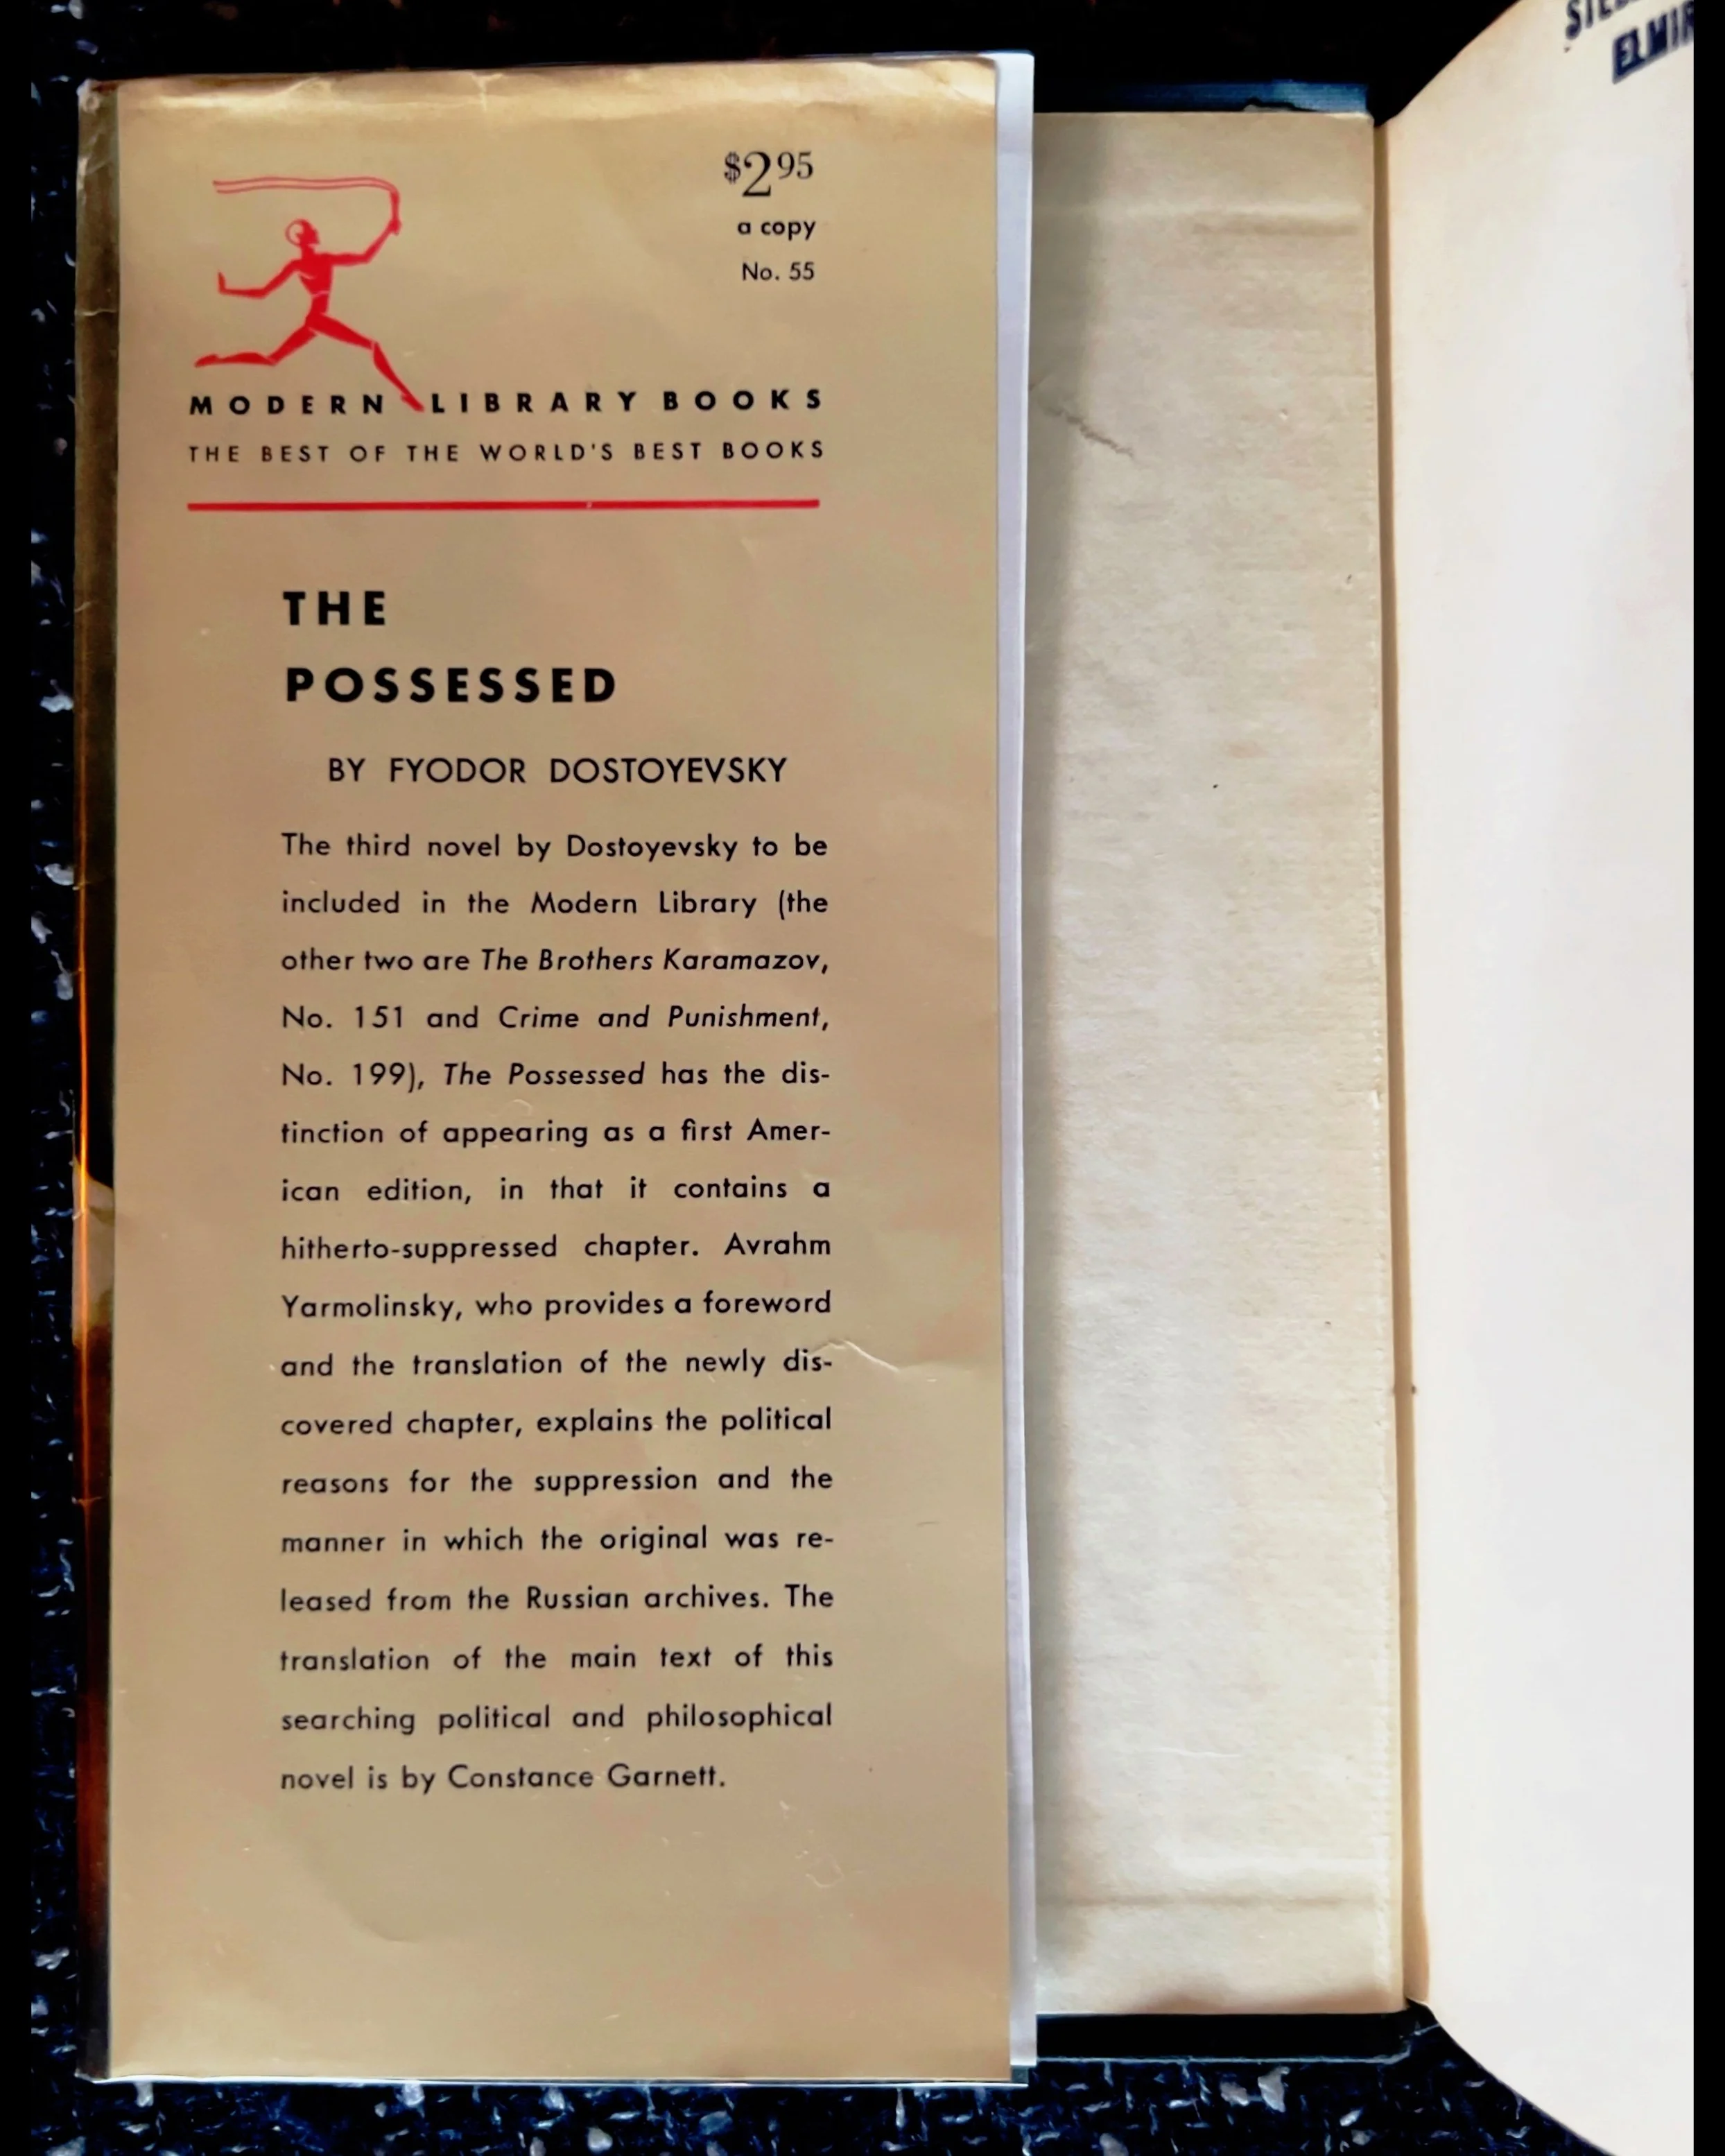 $2.95
a copy
No. 55
MODERN LIBRARY BOOKS
THE BEST OF THE WORLD'S BEST BOOKS
THE
POSSESSED
BY FYODOR DOSTOYEVSKY
The third novel by Dostoyevsky to be
included in the Modern Library (the
other two are The Brothers Karamazov,
No. 151 and Crime and Punishment,
No. 199), The Possessed has the dis-
tinction of appearing as a first Amer-
ican edition, in that it contains a
hitherto-suppressed chapter. Avrahm
Yarmolinsky, who provides a foreword
and the translation of the newly dis-
covered chapter, explains the political
reasons for the suppression and the
manner in which the original was re-
leased from the Russian archives. The
translation of the main text of this
searching political and philosophical
novel is by Constance Garnett.